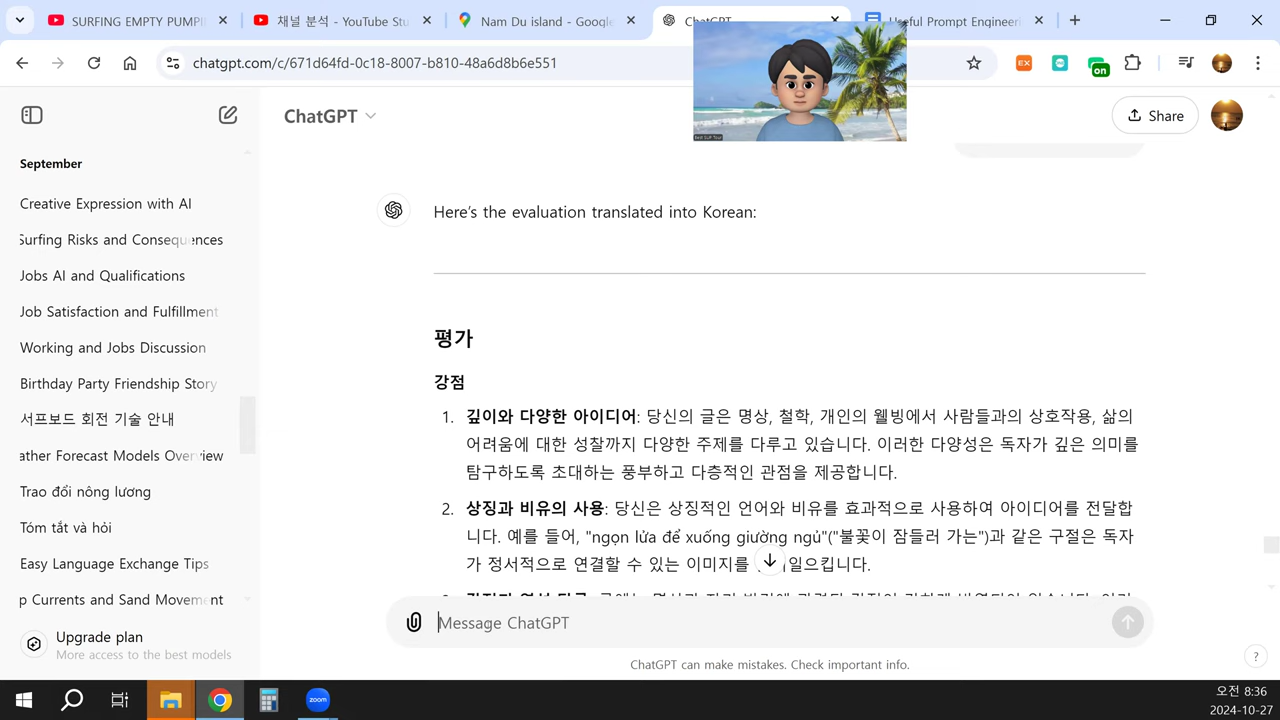 SURFING EMPTY PUMPI
채널 분석 - YouTube Stu
Nam Du island - Google
ChatGPT
Useful Prompt Engineeri
chatgpt.com/c/671d64fd-0c18-8007-b810-48a6d8b6e551
EX
on
ChatGPT
Share
September
Creative Expression with AI
Surfing Risks and Consequences
Jobs AI and Qualifications
Job Satisfaction and Fulfillment
Working and Jobs Discussion
Birthday Party Friendship Story
서프보드 회전 기술 안내
ather Forecast Models Overview
Trao đổi nông lương
Tóm tắt và hỏi
Easy Language Exchange Tips
p Currents and Sand Movement
Upgrade plan
More access to the best models
Here's the evaluation translated into Korean:
평가
강점
1. 깊이와 다양한 아이디어: 당신의 글은 명상, 철학, 개인의 웰빙에서 사람들과의 상호작용, 삶의
어려움에 대한 성찰까지 다양한 주제를 다루고 있습니다. 이러한 다양성은 독자가 깊은 의미를
탐구하도록 초대하는 풍부하고 다층적인 관점을 제공합니다.
2. 상징과 비유의 사용: 당신은 상징적인 언어와 비유를 효과적으로 사용하여 아이디어를 전달합
니다. 예를 들어, "ngọn lửa để xuống giường ngủ"("불꽃이 잠들러 가는")과 같은 구절은 독자
가 정서적으로 연결할 수 있는 이미지를 일으킵니다.
Message ChatGPT
ChatGPT can make mistakes. Check important info.
?
zoom
오전 8:36
2024-10-27